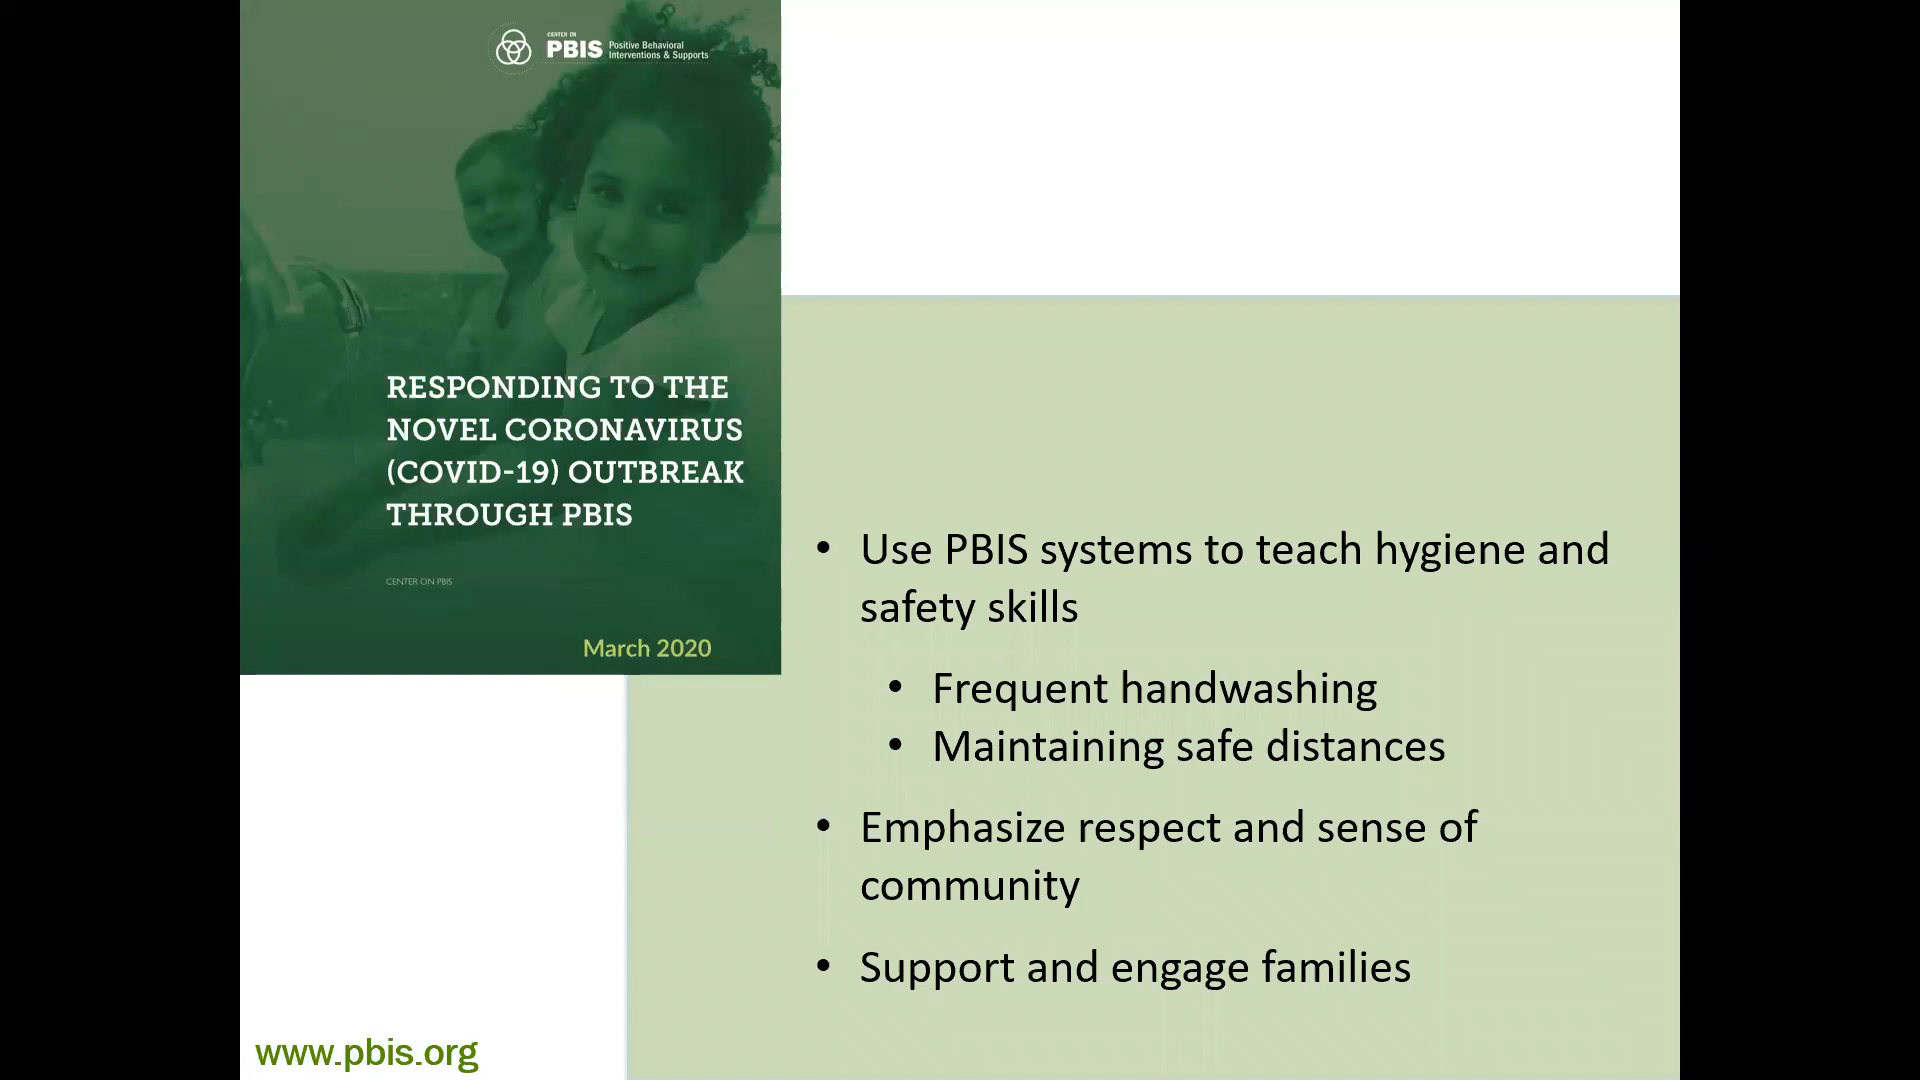 CENTER ON
PBIS Positive Behavioral
Interventions & Supports
RESPONDING TO THE
NOVEL CORONAVIRUS
(COVID-19) OUTBREAK
THROUGH PBIS
CENTER ON PBIS
March 2020
• Use PBIS systems to teach hygiene and
safety skills
• Frequent handwashing
• Maintaining safe distances
• Emphasize respect and sense of
community
• Support and engage families
www.pbis.org